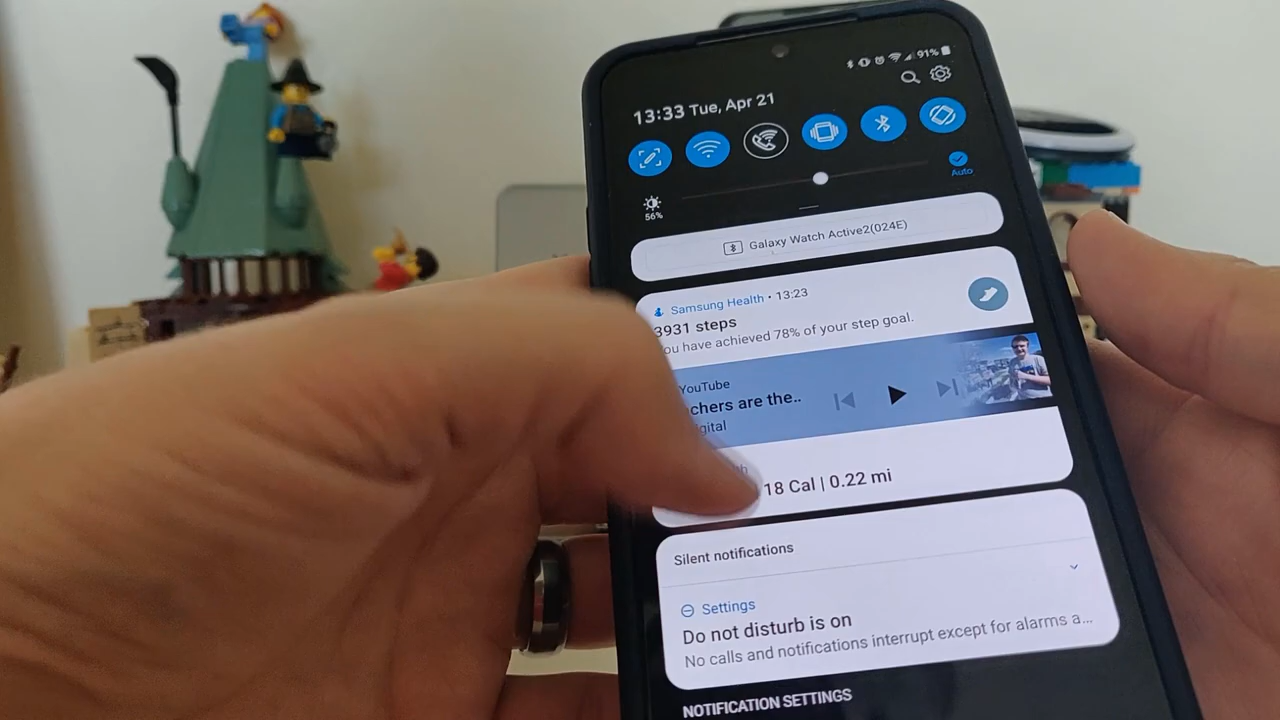 91%
13:33 Tue, Apr 21
Auto
56%
Galaxy Watch Active2(024E)
Samsung Health • 13:23
3931 steps
ou have achieved 78% of your step goal.
YouTube
chers are the..
igital
18 Cal | 0.22 mi
Silent notifications
Settings
Do not disturb is on
No calls and notifications interrupt except for alarms a...
NOTIFICATION SETTINGS